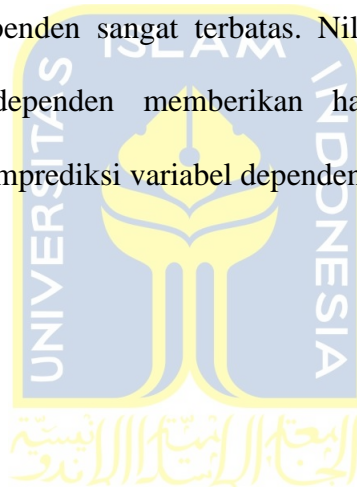 penden sangat terbatas. Nil
dependen memberikan ha
mprediksi variabel dependen
UNIVERSITAS ISLAM INDONESIA